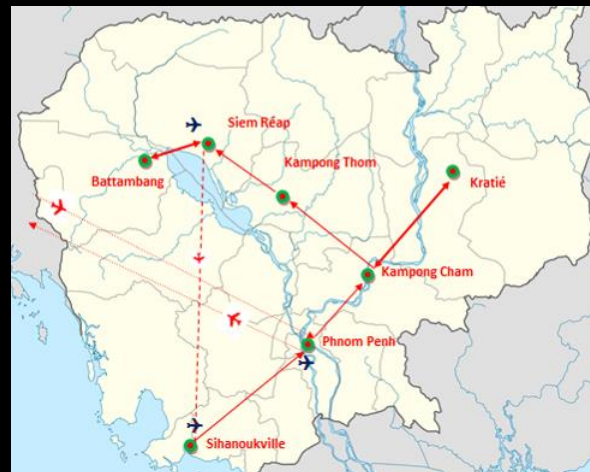 Siem Réap
Kampong Thom
Battambang
Kratié
Kampong Cham
Phnom Penh
Sihanoukville